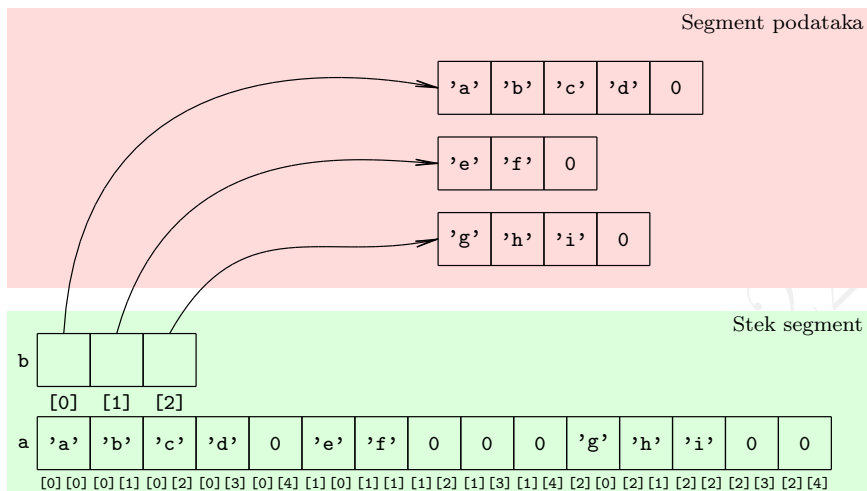 Segment podataka
'a' 'b' 'c' 'd' 0
'e' 'f' 0
'g' 'h' 'i' 0
Stek segment
b
[0] [1] [2]
a 'a' 'b' 'c' 'd' 0 'e' 'f' 0 0 0 'g' 'h' 'i' 0 0
[0][0] [0][1] [0][2] [0][3] [0][4] [1][0] [1][1] [1][2] [1][3] [1][4] [2][0] [2][1] [2][2] [2][3] [2][4]